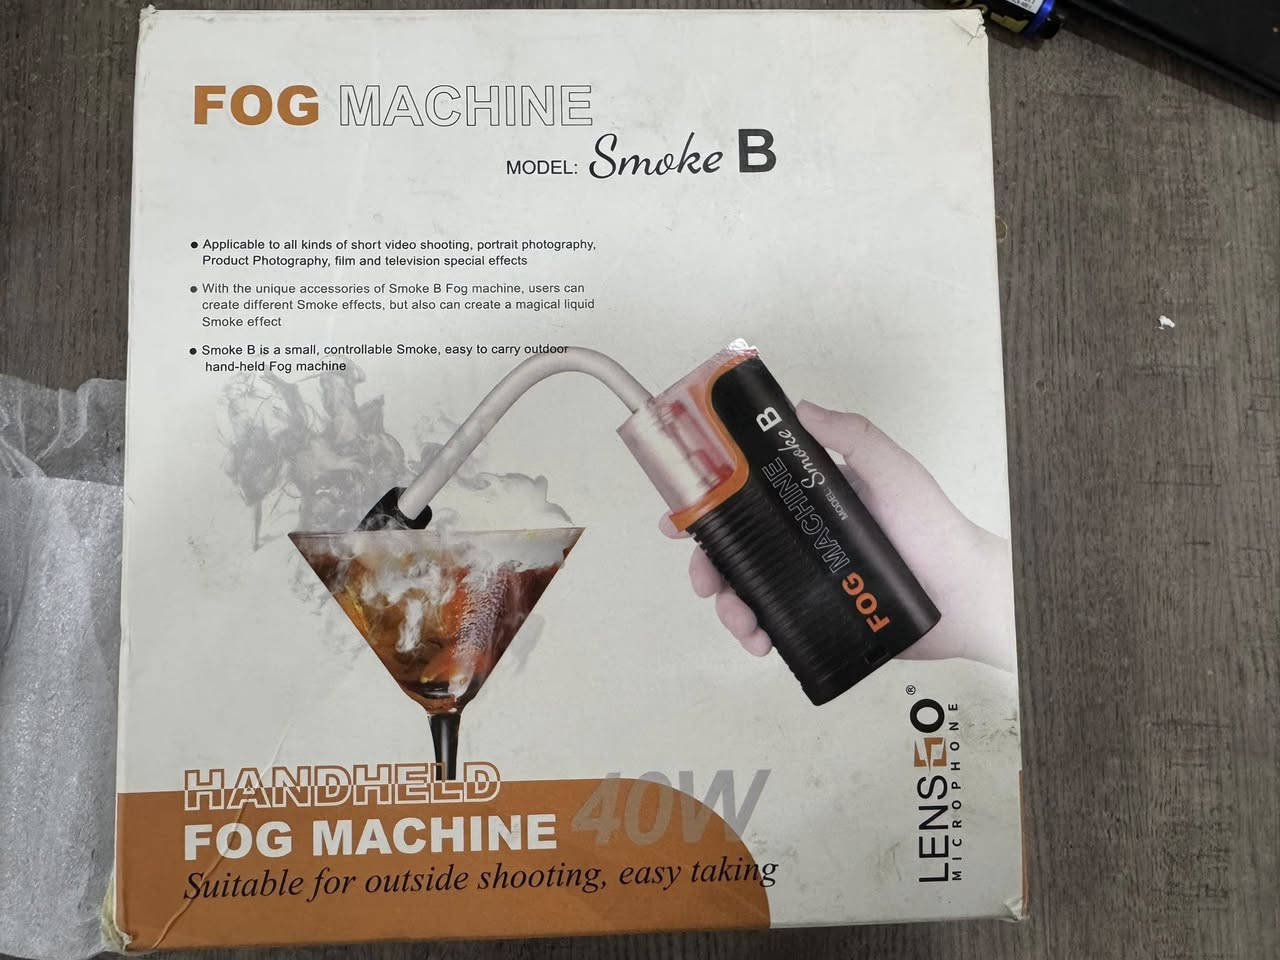 FOG MACHINE
MODEL: Smoke B
● Applicable to all kinds of short video shooting, portrait photography,
Product Photography, film and television special effects
● With the unique accessories of Smoke B Fog machine, users can
create different Smoke effects, but also can create a magical liquid
Smoke effect
● Smoke B is a small, controllable Smoke, easy to carry outdoor
hand-held Fog machine
FOG MACHINE
MODEL Smoke B
HANDHELD
FOG MACHINE 40W
Suitable for outside shooting, easy taking
LENSGO®
MICROPHONE